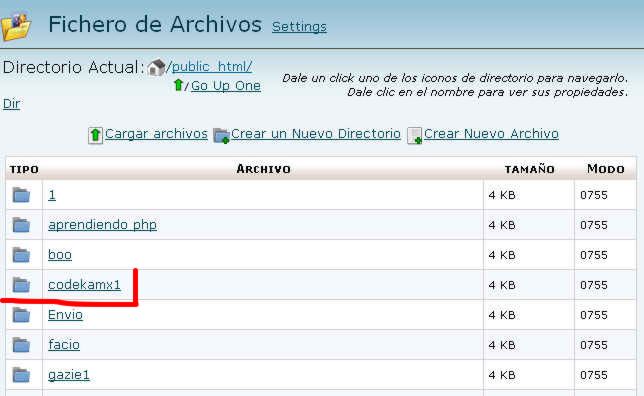 Fichero de Archivos Settings
Directorio Actual: /public_html/
/Go Up One
Dir
Dale un click uno de los iconos de directorio para navegarlo.
Dale clic en el nombre para ver sus propiedades.
Cargar archivos Crear un Nuevo Directorio Crear Nuevo Archivo
TIPO ARCHIVO TAMAÑO MODO
1 4 KB 0755
aprendiendo php 4 KB 0755
boo 4 KB 0755
codekamx1 4 KB 0755
Envio 4 KB 0755
facio 4 KB 0755
gazie1 4 KB 0755